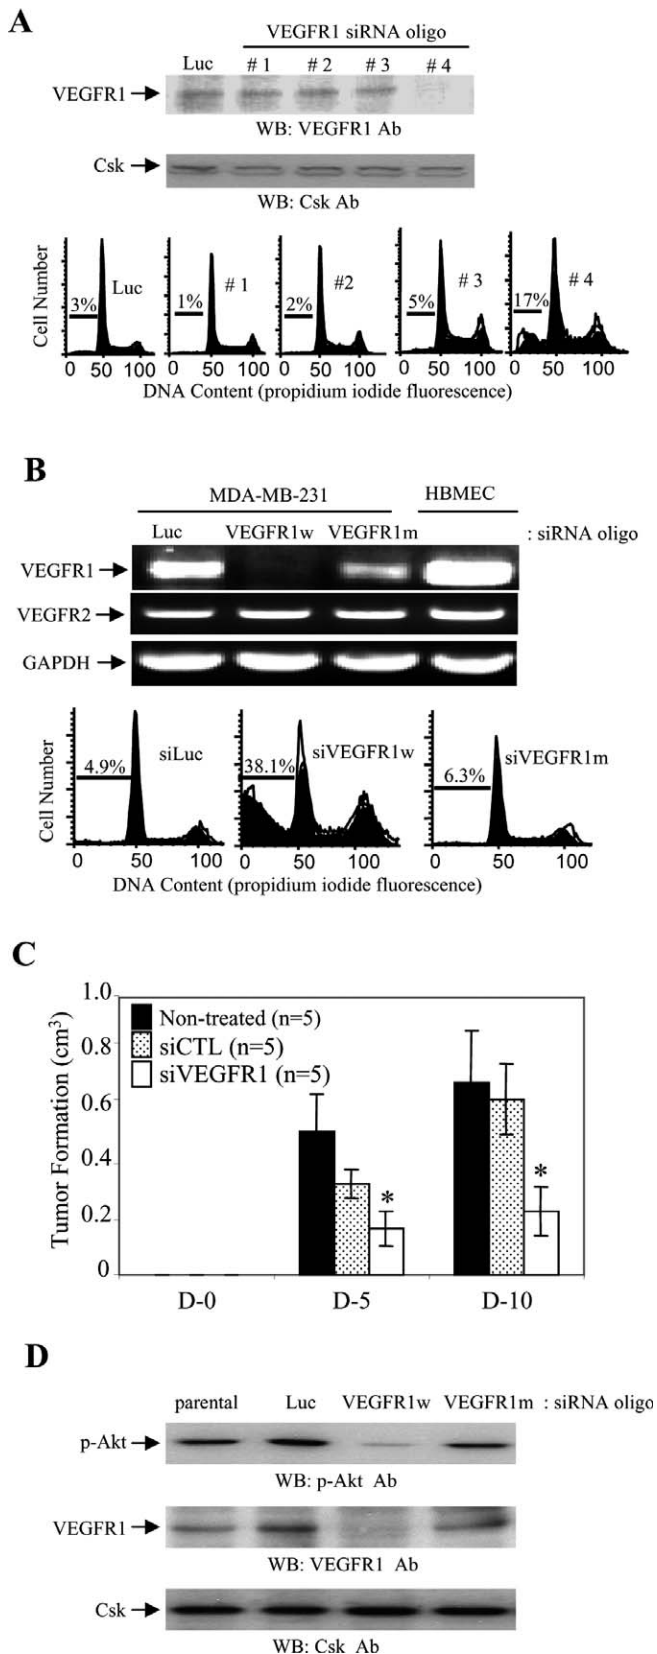 A
VEGFR1 siRNA oligo
Luc # 1 # 2 # 3 # 4
VEGFR1
WB: VEGFR1 Ab
Csk
WB: Csk Ab
Cell Number
3% Luc
1% # 1
2% #2
5% # 3
17% # 4
0 50 100 0 50 100 0 50 100 0 50 100 0 50 100
DNA Content (propidium iodide fluorescence)
B
MDA-MB-231 HBMEC
Luc VEGFR1w VEGFR1m : siRNA oligo
VEGFR1
VEGFR2
GAPDH
Cell Number
4.9% siLuc
38.1% siVEGFR1w
6.3% siVEGFR1m
0 50 100 0 50 100 0 50 100
DNA Content (propidium iodide fluorescence)
C
Tumor Formation (cm³)
1.0
0.8
0.6
0.4
0.2
0
Non-treated (n=5)
siCTL (n=5)
siVEGFR1 (n=5)
* *
D-0 D-5 D-10
D
parental Luc VEGFR1w VEGFR1m : siRNA oligo
p-Akt
WB: p-Akt Ab
VEGFR1
WB: VEGFR1 Ab
Csk
WB: Csk Ab